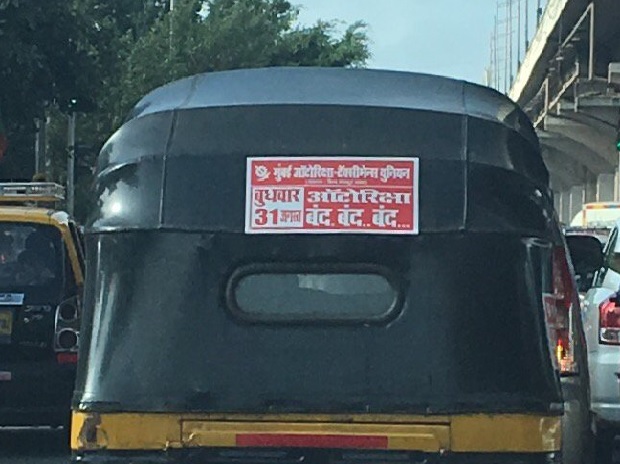 मुंबई ऑटोरिक्षा-टॅक्सीमेन्स युनियन
बुधवार ऑटोरिक्षा
31 बंद. बंद.. बंद...